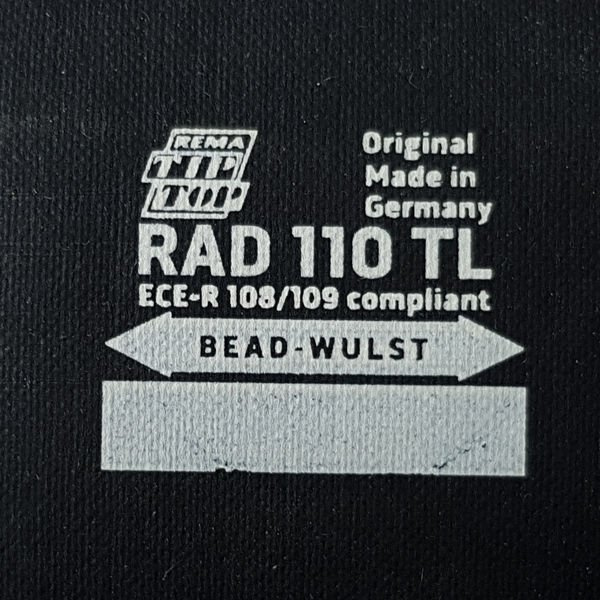 REMA
TIP
TOP
Original
Made in
Germany
RAD 110 TL
ECE-R 108/109 compliant
BEAD-WULST